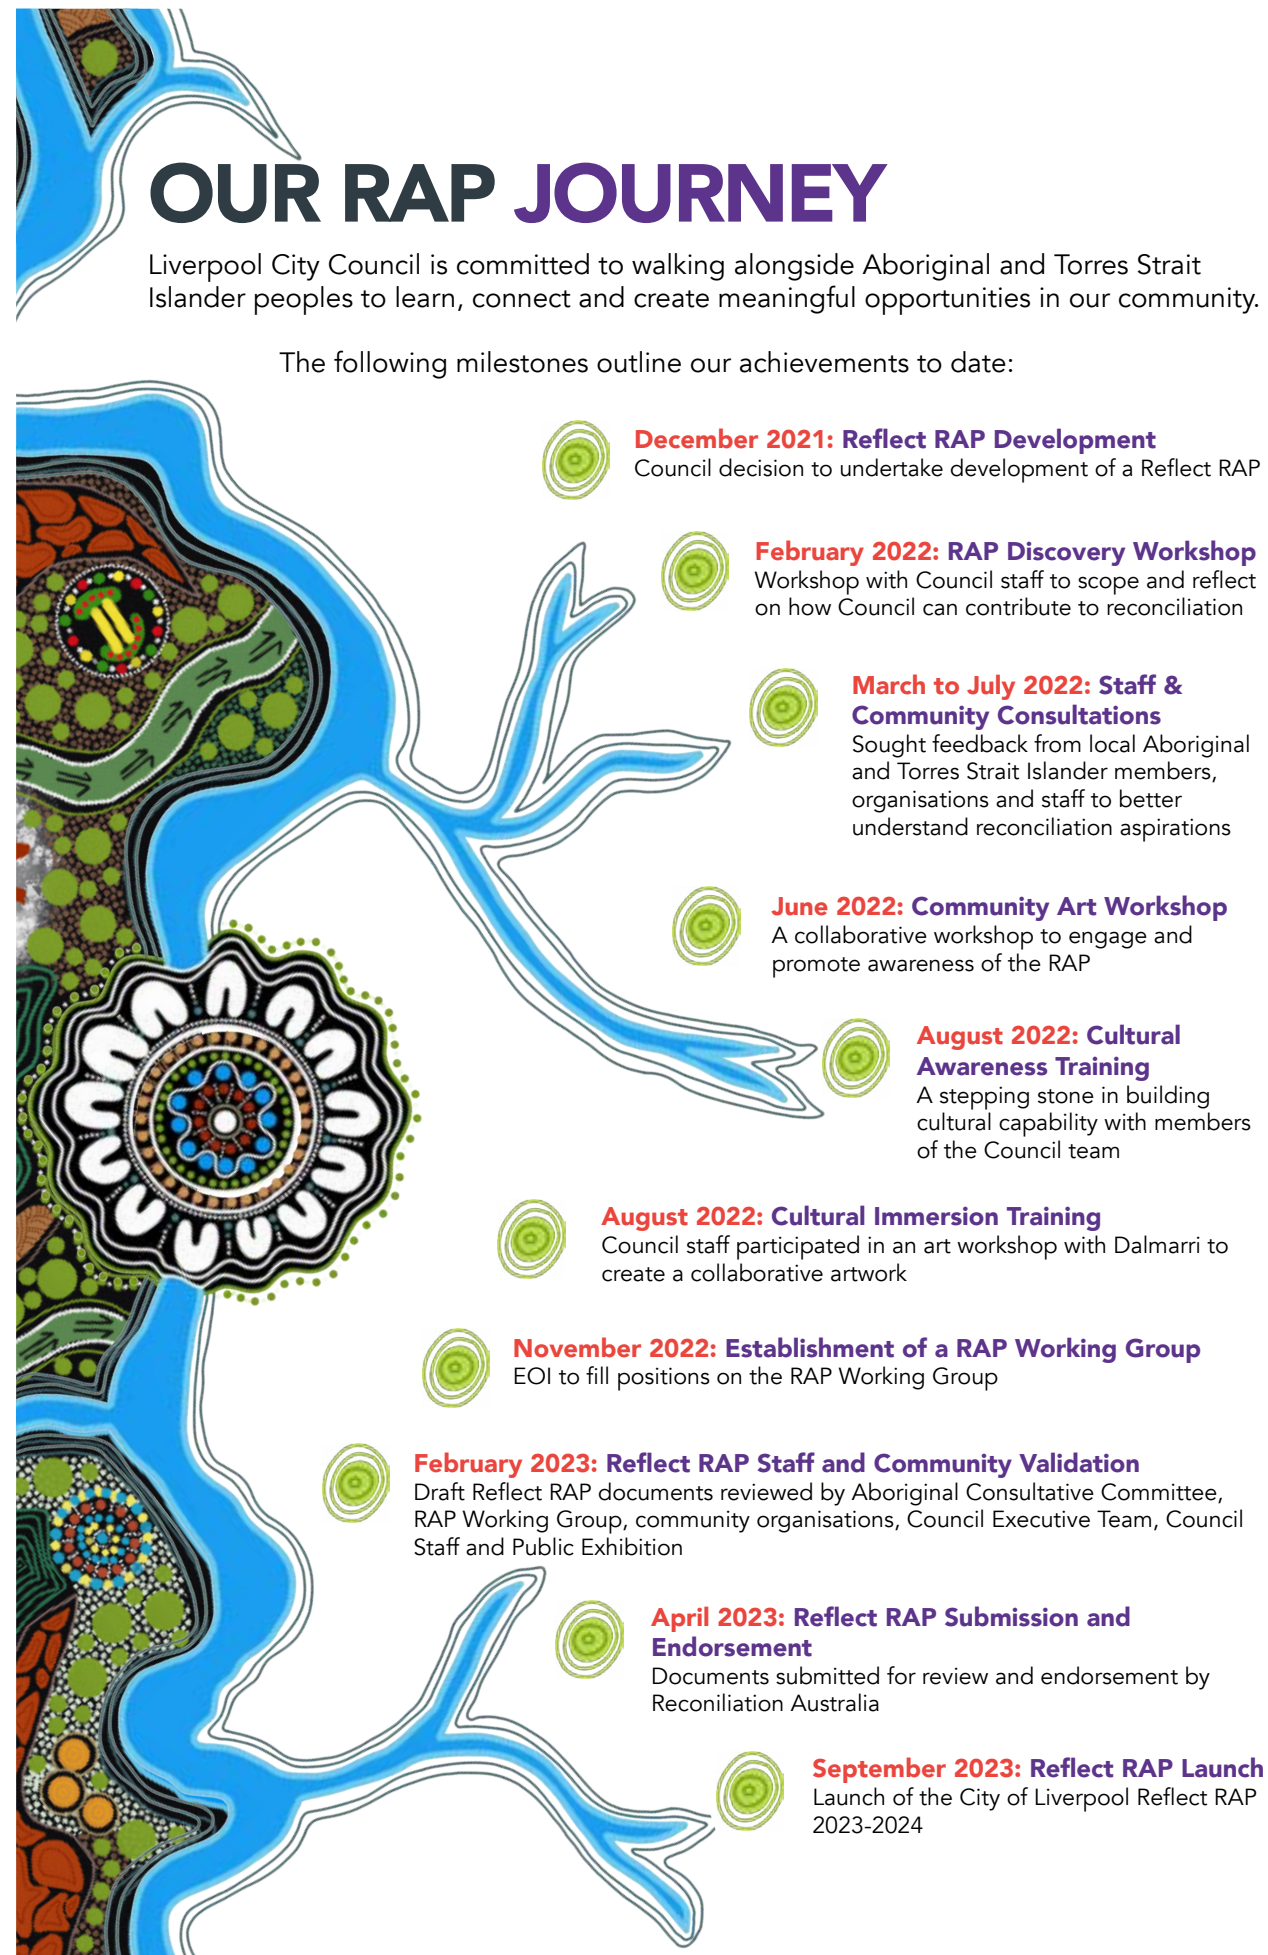 OUR RAP JOURNEY
Liverpool City Council is committed to walking alongside Aboriginal and Torres Strait
Islander peoples to learn, connect and create meaningful opportunities in our community.
The following milestones outline our achievements to date:
December 2021: Reflect RAP Development
Council decision to undertake development of a Reflect RAP
February 2022: RAP Discovery Workshop
Workshop with Council staff to scope and reflect
on how Council can contribute to reconciliation
March to July 2022: Staff &
Community Consultations
Sought feedback from local Aboriginal
and Torres Strait Islander members,
organisations and staff to better
understand reconciliation aspirations
June 2022: Community Art Workshop
A collaborative workshop to engage and
promote awareness of the RAP
August 2022: Cultural
Awareness Training
A stepping stone in building
cultural capability with members
of the Council team
August 2022: Cultural Immersion Training
Council staff participated in an art workshop with Dalmarri to
create a collaborative artwork
November 2022: Establishment of a RAP Working Group
EOI to fill positions on the RAP Working Group
February 2023: Reflect RAP Staff and Community Validation
Draft Reflect RAP documents reviewed by Aboriginal Consultative Committee,
RAP Working Group, community organisations, Council Executive Team, Council
Staff and Public Exhibition
April 2023: Reflect RAP Submission and
Endorsement
Documents submitted for review and endorsement by
Reconiliation Australia
September 2023: Reflect RAP Launch
Launch of the City of Liverpool Reflect RAP
2023-2024